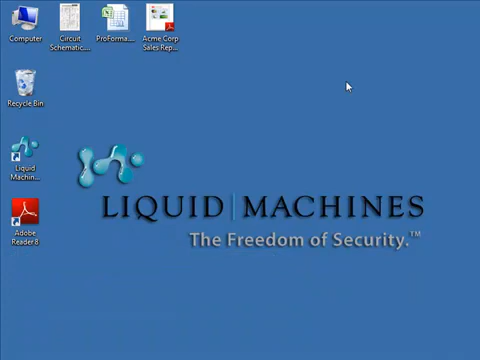 Computer
Circuit
Schematic....
ProForma....
Acme Corp
Sales Rep...
Recycle Bin
Liquid
Machin...
LIQUID | MACHINES
The Freedom of Security.™
Adobe
Reader 8